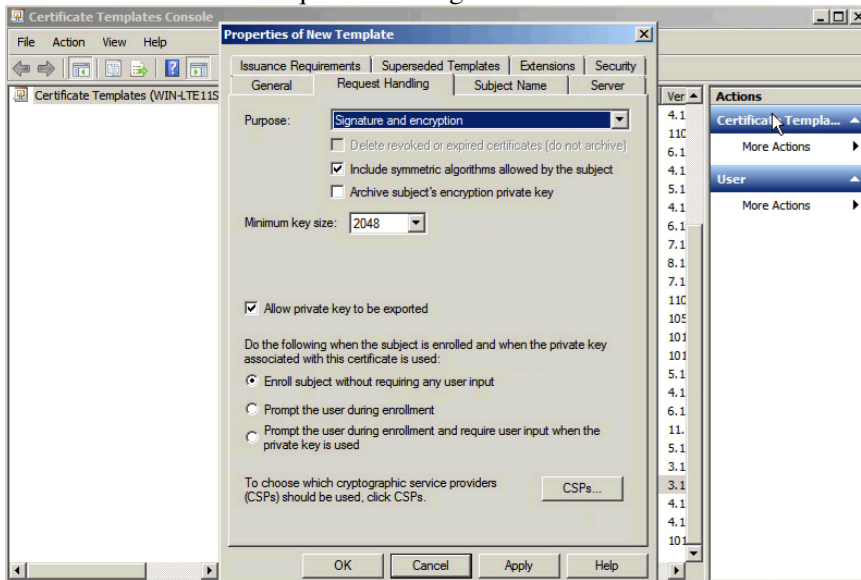 Certificate Templates Console
File Action View Help
Certificate Templates (WIN-LTE11S
Properties of New Template
Issuance Requirements Superseded Templates Extensions Security
General Request Handling Subject Name Server
Purpose: Signature and encryption
Delete revoked or expired certificates (do not archive)
Include symmetric algorithms allowed by the subject
Archive subject's encryption private key
Minimum key size: 2048
Allow private key to be exported
Do the following when the subject is enrolled and when the private key
associated with this certificate is used:
Enroll subject without requiring any user input
Prompt the user during enrollment
Prompt the user during enrollment and require user input when the
private key is used
To choose which cryptographic service providers
(CSPs) should be used, click CSPs.
CSPs...
OK Cancel Apply Help
Ver
4.1
110
6.1
4.1
5.1
4.1
6.1
7.1
8.1
7.1
110
105
101
101
5.1
4.1
6.1
11.
5.1
3.1
3.1
4.1
4.1
101
Actions
Certificate Templa...
More Actions
User
More Actions